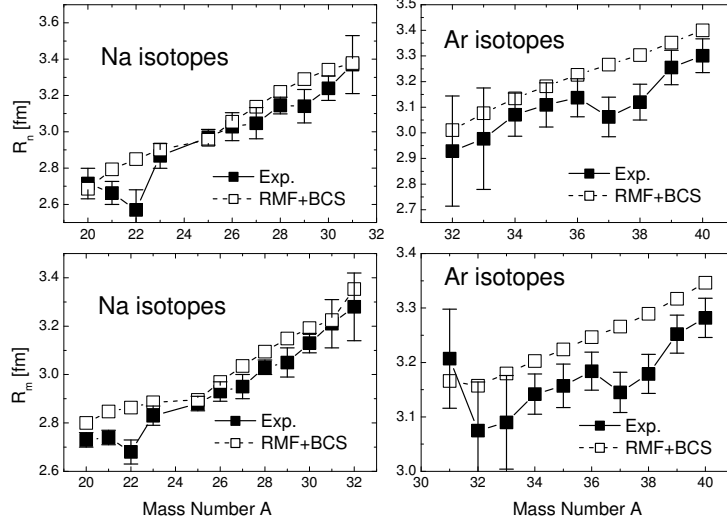 3.6
3.4
3.2
3.0
2.8
2.6
R_n [fm]
Na isotopes
Exp.
RMF+BCS
20 22 24 26 28 30 32
3.5
3.4
3.3
3.2
3.1
3.0
2.9
2.8
2.7
Ar isotopes
Exp.
RMF+BCS
32 34 36 38 40
3.4
3.2
3.0
2.8
2.6
R_m [fm]
Na isotopes
Exp.
RMF+BCS
20 22 24 26 28 30 32
Mass Number A
3.4
3.3
3.2
3.1
3.0
Ar isotopes
Exp.
RMF+BCS
30 32 34 36 38 40
Mass Number A